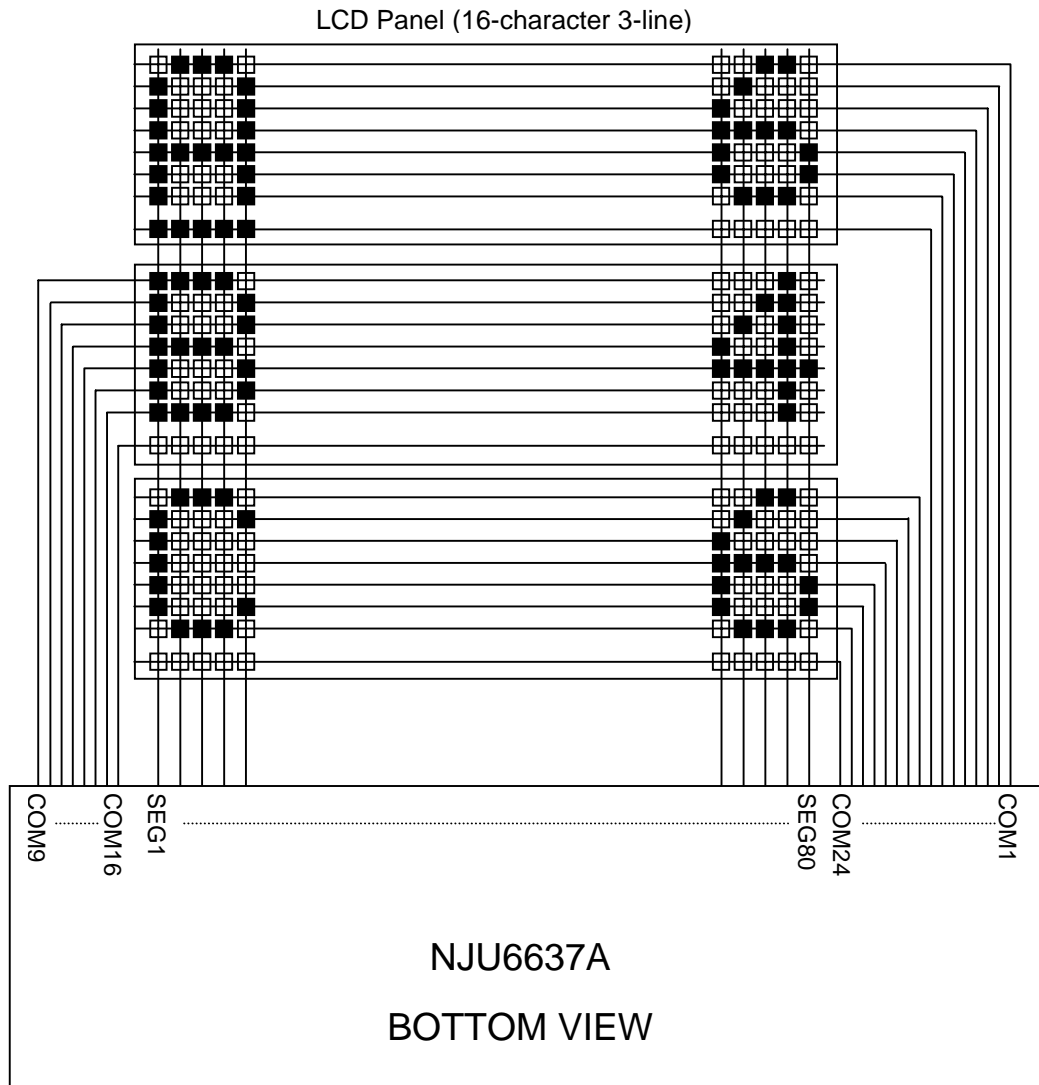 LCD Panel (16-character 3-line)
COM9 COM16 SEG1 SEG80 COM24 COM1
NJU6637A
BOTTOM VIEW